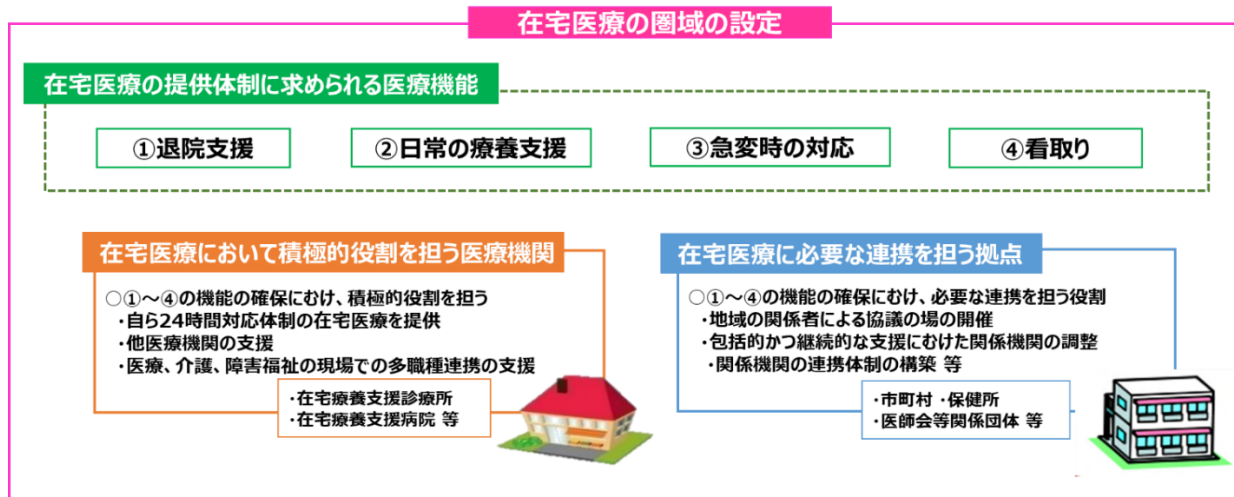 在宅医療の圏域の設定
在宅医療の提供体制に求められる医療機能
①退院支援
②日常の療養支援
③急変時の対応
④看取り
在宅医療において積極的役割を担う医療機関
○①～④の機能の確保にむけ、積極的役割を担う
・自ら24時間対応体制の在宅医療を提供
・他医療機関の支援
・医療、介護、障害福祉の現場での多職種連携の支援
・在宅療養支援診療所
・在宅療養支援病院 等
在宅医療に必要な連携を担う拠点
○①～④の機能の確保にむけ、必要な連携を担う役割
・地域の関係者による協議の場の開催
・包括的かつ継続的な支援にむけた関係機関の調整
・関係機関の連携体制の構築 等
・市町村 ・保健所
・医師会等関係団体 等